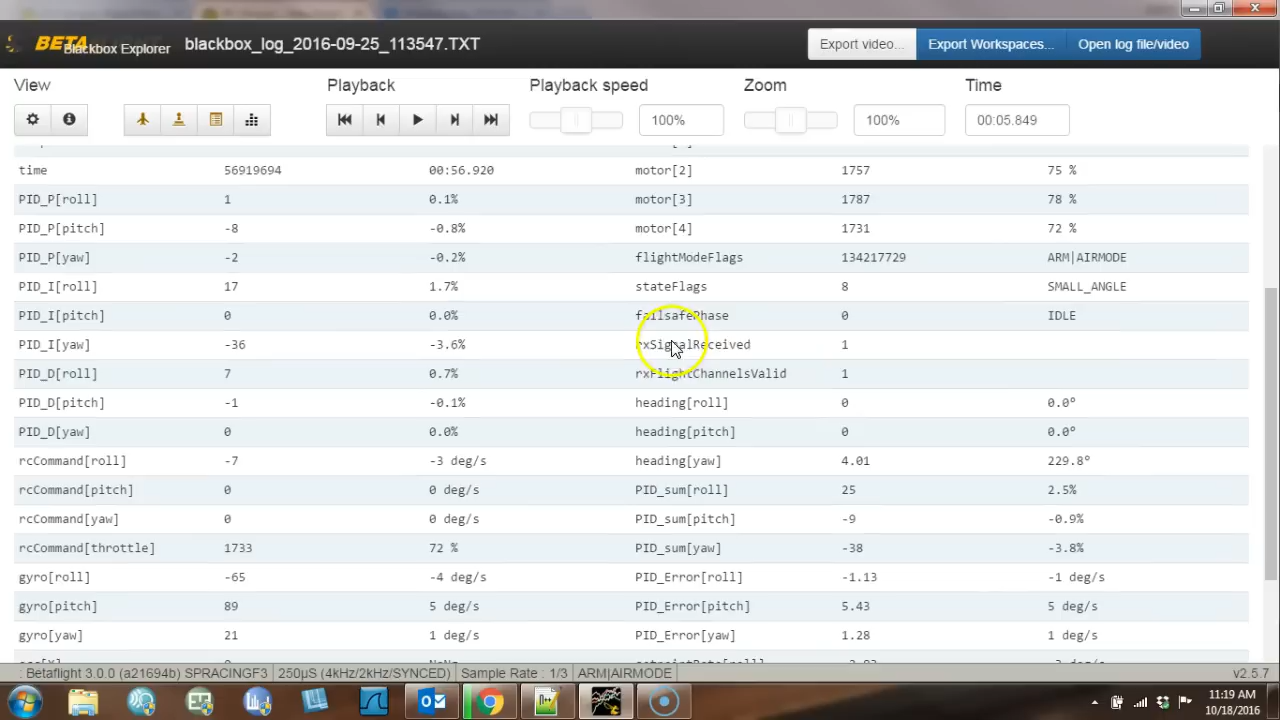 BETA
Blackbox Explorer
blackbox_log_2016-09-25_113547.TXT
Export video...
Export Workspaces...
Open log file/video
View
Playback
Playback speed
Zoom
Time
100%
100%
00:05.849
time 56919694 00:56.920 motor[2] 1757 75 %
PID_P[roll] 1 0.1% motor[3] 1787 78 %
PID_P[pitch] -8 -0.8% motor[4] 1731 72 %
PID_P[yaw] -2 -0.2% flightModeFlags 134217729 ARM|AIRMODE
PID_I[roll] 17 1.7% stateFlags 8 SMALL_ANGLE
PID_I[pitch] 0 0.0% failsafePhase 0 IDLE
PID_I[yaw] -36 -3.6% rxSignalReceived 1
PID_D[roll] 7 0.7% rxFlightChannelsValid 1
PID_D[pitch] -1 -0.1% heading[roll] 0 0.0º
PID_D[yaw] 0 0.0% heading[pitch] 0 0.0º
rcCommand[roll] -7 -3 deg/s heading[yaw] 4.01 229.8º
rcCommand[pitch] 0 0 deg/s PID_sum[roll] 25 2.5%
rcCommand[yaw] 0 0 deg/s PID_sum[pitch] -9 -0.9%
rcCommand[throttle] 1733 72 % PID_sum[yaw] -38 -3.8%
gyro[roll] -65 -4 deg/s PID_Error[roll] -1.13 -1 deg/s
gyro[pitch] 89 5 deg/s PID_Error[pitch] 5.43 5 deg/s
gyro[yaw] 21 1 deg/s PID_Error[yaw] 1.28 1 deg/s
: Betaflight 3.0.0 (a21694b) SPRACINGF3 250µS (4kHz/2kHz/SYNCED) Sample Rate : 1/3 ARM|AIRMODE v2.5.7
11:19 AM
10/18/2016